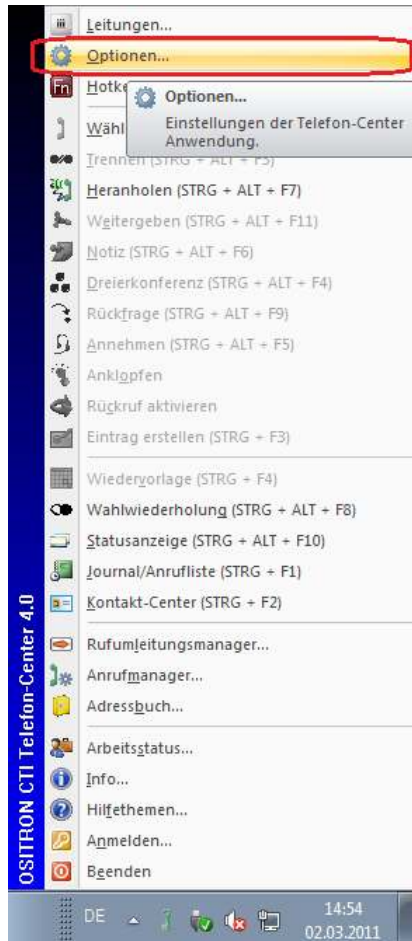 Leitungen...
Optionen...
Fn
Optionen...
Einstellungen der Telefon-Center
Anwendung.
Trennen (STRG + ALT + F3)
Heranholen (STRG + ALT + F7)
Weitergeben (STRG + ALT + F11)
Notiz (STRG + ALT + F6)
Dreierkonferenz (STRG + ALT + F4)
Rückfrage (STRG + ALT + F9)
Annehmen (STRG + ALT + F5)
Anklopfen
Rückruf aktivieren
Eintrag erstellen (STRG + F3)
Wiedervorlage (STRG + F4)
Wahlwiederholung (STRG + ALT + F8)
Statusanzeige (STRG + ALT + F10)
Journal/Anrufliste (STRG + F1)
Kontakt-Center (STRG + F2)
Rufumleitungsmanager...
Anrufmanager...
Adressbuch...
Arbeitsstatus...
Info...
Hilfethemen...
Anmelden...
Beenden
OSITRON CTI Telefon-Center 4.0
DE
14:54
02.03.2011